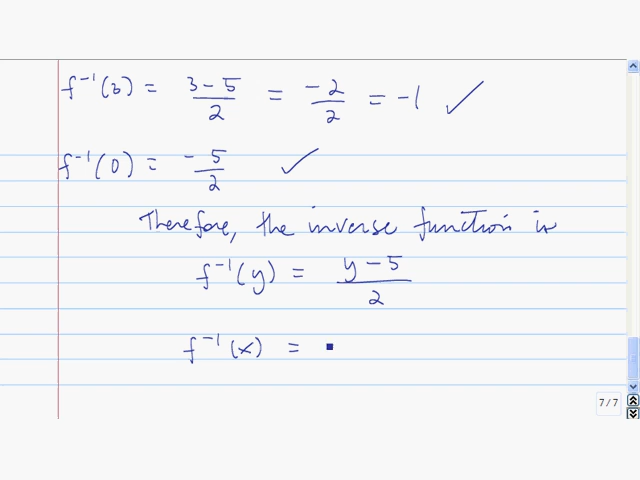 f⁻¹(3) = (3 − 5)/2 = −2/2 = −1 ✓
f⁻¹(0) = −5/2 ✓
Therefore, the inverse function is
f⁻¹(y) = (y − 5)/2
f⁻¹(x) =
7/7